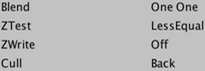 Blend One One
ZTest LessEqual
ZWrite Off
Cull Back